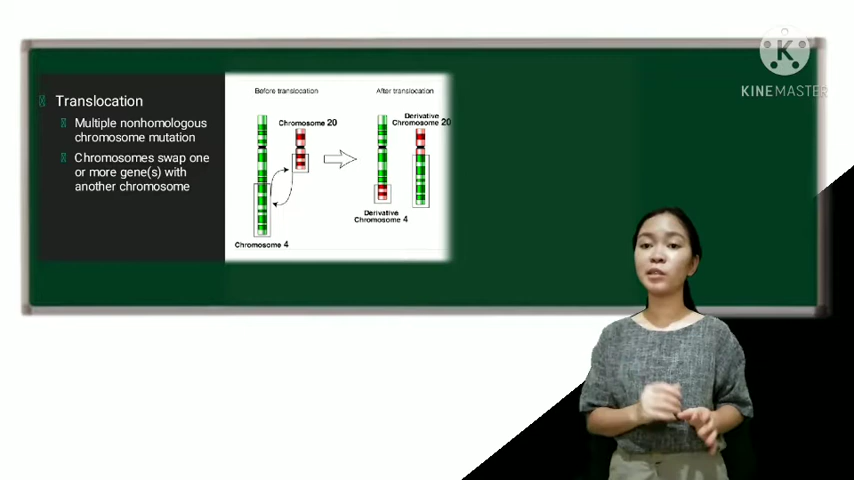 KINEMASTER
Translocation
Multiple nonhomologous
chromosome mutation
Chromosomes swap one
or more gene(s) with
another chromosome
Before translocation
After translocation
Chromosome 20
Derivative
Chromosome 20
Derivative
Chromosome 4
Chromosome 4